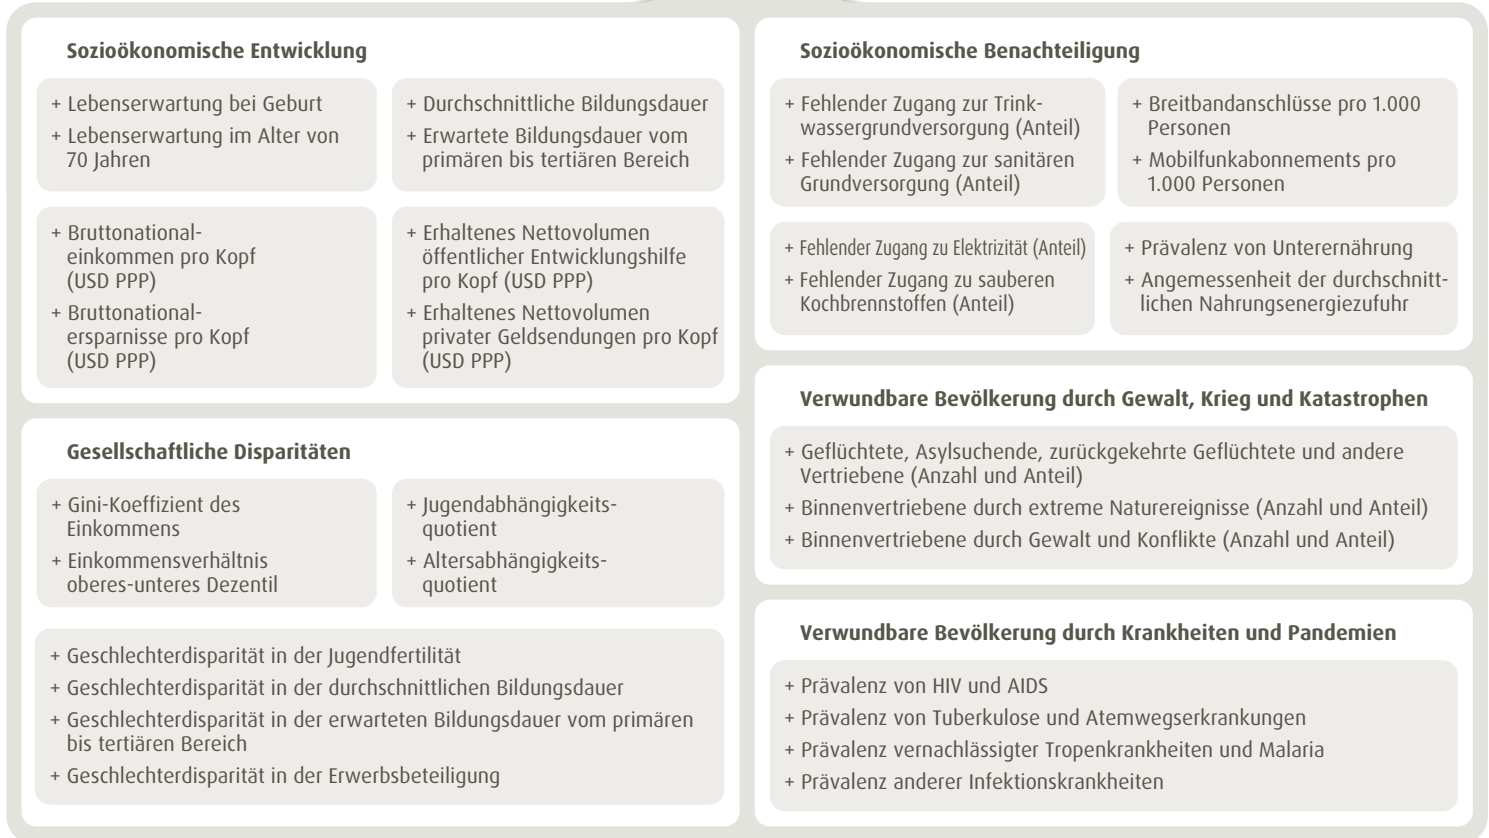 Sozioökonomische Entwicklung
+ Lebenserwartung bei Geburt
+ Lebenserwartung im Alter von
70 Jahren
+ Durchschnittliche Bildungsdauer
+ Erwartete Bildungsdauer vom
primären bis tertiären Bereich
+ Bruttonational-
einkommen pro Kopf
(USD PPP)
+ Bruttonational-
ersparnisse pro Kopf
(USD PPP)
+ Erhaltenes Nettovolumen
öffentlicher Entwicklungshilfe
pro Kopf (USD PPP)
+ Erhaltenes Nettovolumen
privater Geldsendungen pro Kopf
(USD PPP)
Gesellschaftliche Disparitäten
+ Gini-Koeffizient des
Einkommens
+ Einkommensverhältnis
oberes-unteres Dezentil
+ Jugendabhängigkeits-
quotient
+ Altersabhängigkeits-
quotient
+ Geschlechterdisparität in der Jugendfertilität
+ Geschlechterdisparität in der durchschnittlichen Bildungsdauer
+ Geschlechterdisparität in der erwarteten Bildungsdauer vom primären
bis tertiären Bereich
+ Geschlechterdisparität in der Erwerbsbeteiligung
Sozioökonomische Benachteiligung
+ Fehlender Zugang zur Trink-
wassergrundversorgung (Anteil)
+ Fehlender Zugang zur sanitären
Grundversorgung (Anteil)
+ Breitbandanschlüsse pro 1.000
Personen
+ Mobilfunkabonnements pro
1.000 Personen
+ Fehlender Zugang zu Elektrizität (Anteil)
+ Fehlender Zugang zu sauberen
Kochbrennstoffen (Anteil)
+ Prävalenz von Unterernährung
+ Angemessenheit der durchschnitt-
lichen Nahrungsenergiezufuhr
Verwundbare Bevölkerung durch Gewalt, Krieg und Katastrophen
+ Geflüchtete, Asylsuchende, zurückgekehrte Geflüchtete und andere
Vertriebene (Anzahl und Anteil)
+ Binnenvertriebene durch extreme Naturereignisse (Anzahl und Anteil)
+ Binnenvertriebene durch Gewalt und Konflikte (Anzahl und Anteil)
Verwundbare Bevölkerung durch Krankheiten und Pandemien
+ Prävalenz von HIV und AIDS
+ Prävalenz von Tuberkulose und Atemwegserkrankungen
+ Prävalenz vernachlässigter Tropenkrankheiten und Malaria
+ Prävalenz anderer Infektionskrankheiten